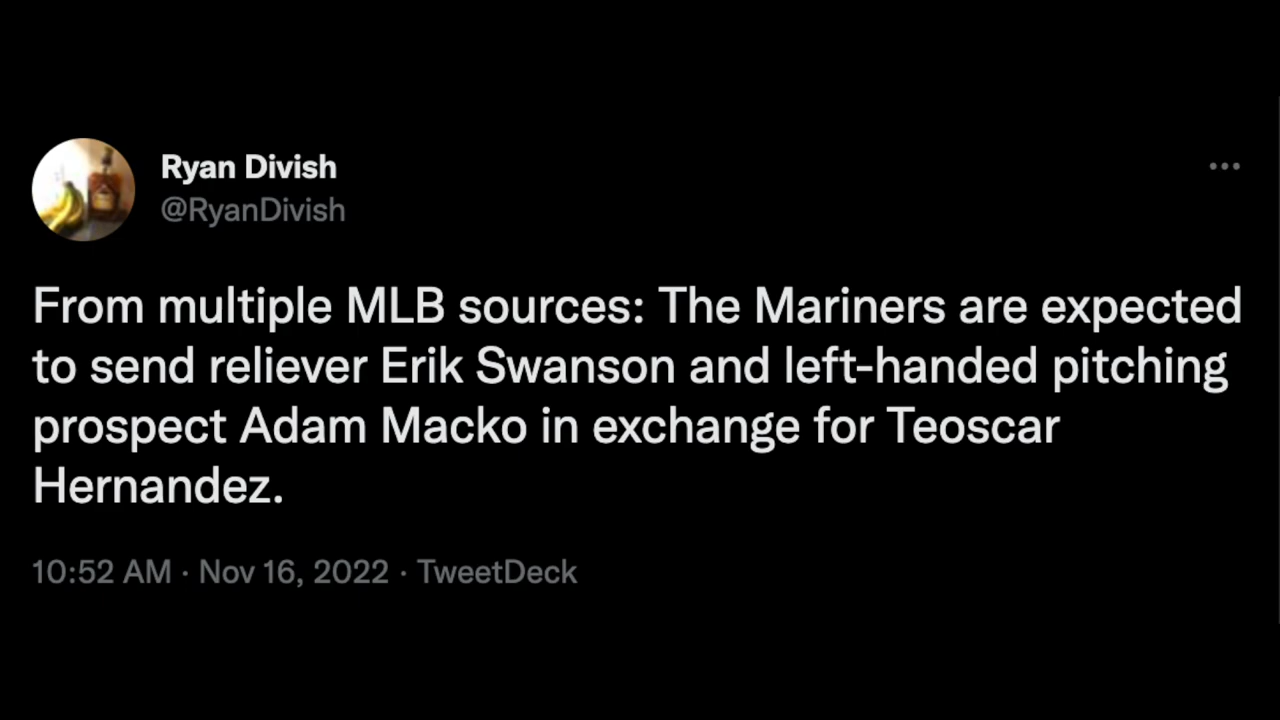 Ryan Divish
@RyanDivish
From multiple MLB sources: The Mariners are expected
to send reliever Erik Swanson and left-handed pitching
prospect Adam Macko in exchange for Teoscar
Hernandez.
10:52 AM · Nov 16, 2022 · TweetDeck